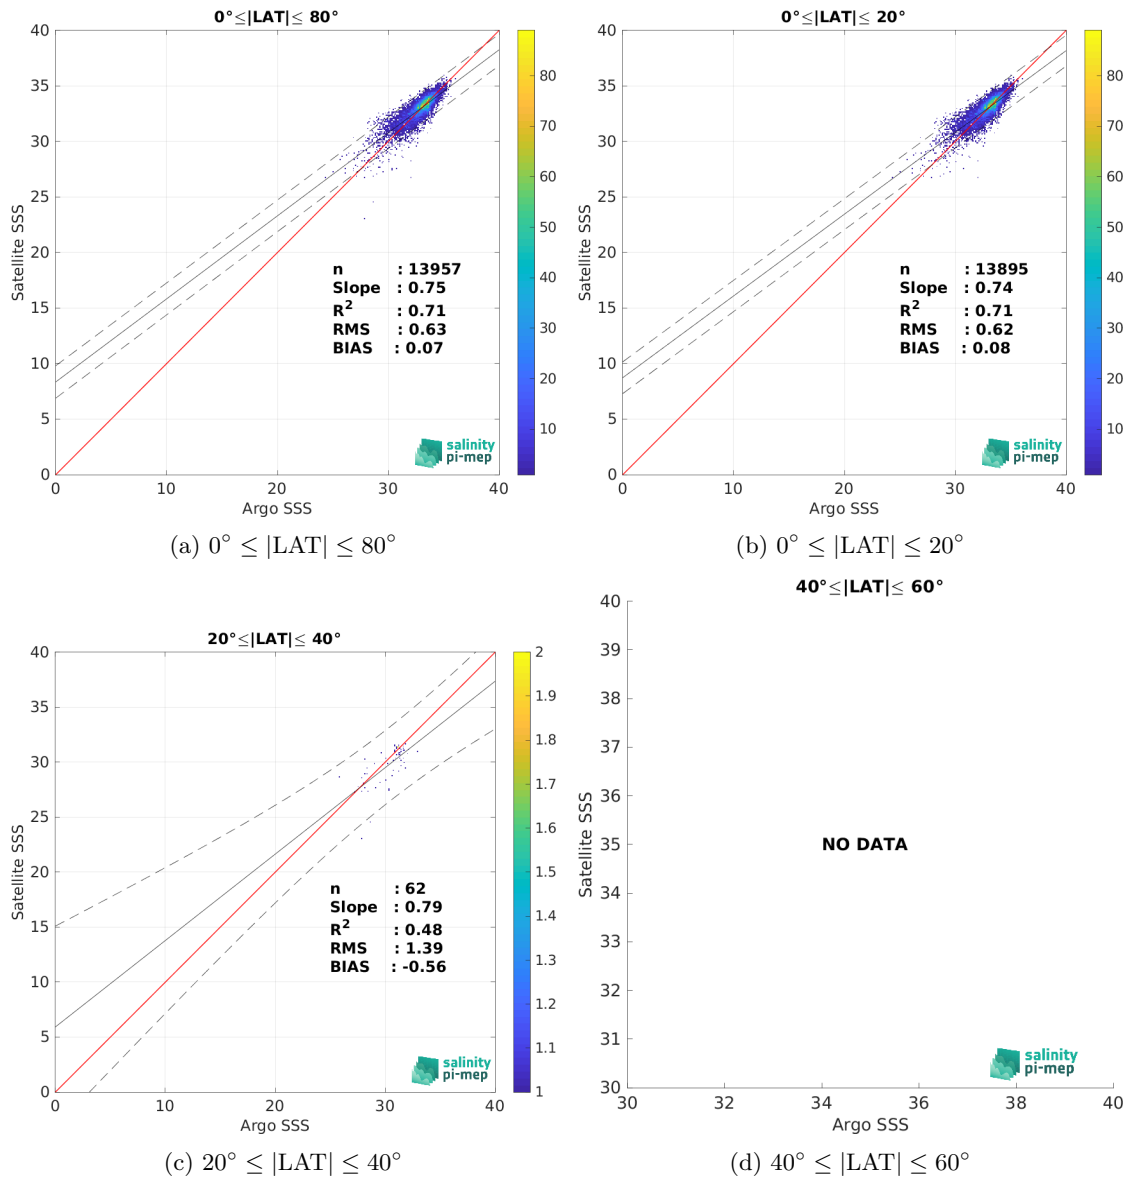 0°≤|LAT|≤ 80°
40
35
30
25
20
15
10
5
0
Satellite SSS
0
10
20
30
40
Argo SSS
n : 13957
Slope : 0.75
R2 : 0.71
RMS : 0.63
BIAS : 0.07
salinity
pi-mep
80
70
60
50
40
30
20
10
(a) 0° ≤ |LAT| ≤ 80°
0°≤|LAT|≤ 20°
40
35
30
25
20
15
10
5
0
Satellite SSS
0
10
20
30
40
Argo SSS
n : 13895
Slope : 0.74
R2 : 0.71
RMS : 0.62
BIAS : 0.08
salinity
pi-mep
80
70
60
50
40
30
20
10
(b) 0° ≤ |LAT| ≤ 20°
20°≤|LAT|≤ 40°
40
35
30
25
20
15
10
5
0
Satellite SSS
0
10
20
30
40
Argo SSS
n : 62
Slope : 0.79
R2 : 0.48
RMS : 1.39
BIAS : -0.56
salinity
pi-mep
2
1.9
1.8
1.7
1.6
1.5
1.4
1.3
1.2
1.1
1
(c) 20° ≤ |LAT| ≤ 40°
40°≤|LAT|≤ 60°
40
39
38
37
36
35
34
33
32
31
30
Satellite SSS
NO DATA
30
32
34
36
38
40
Argo SSS
salinity
pi-mep
(d) 40° ≤ |LAT| ≤ 60°